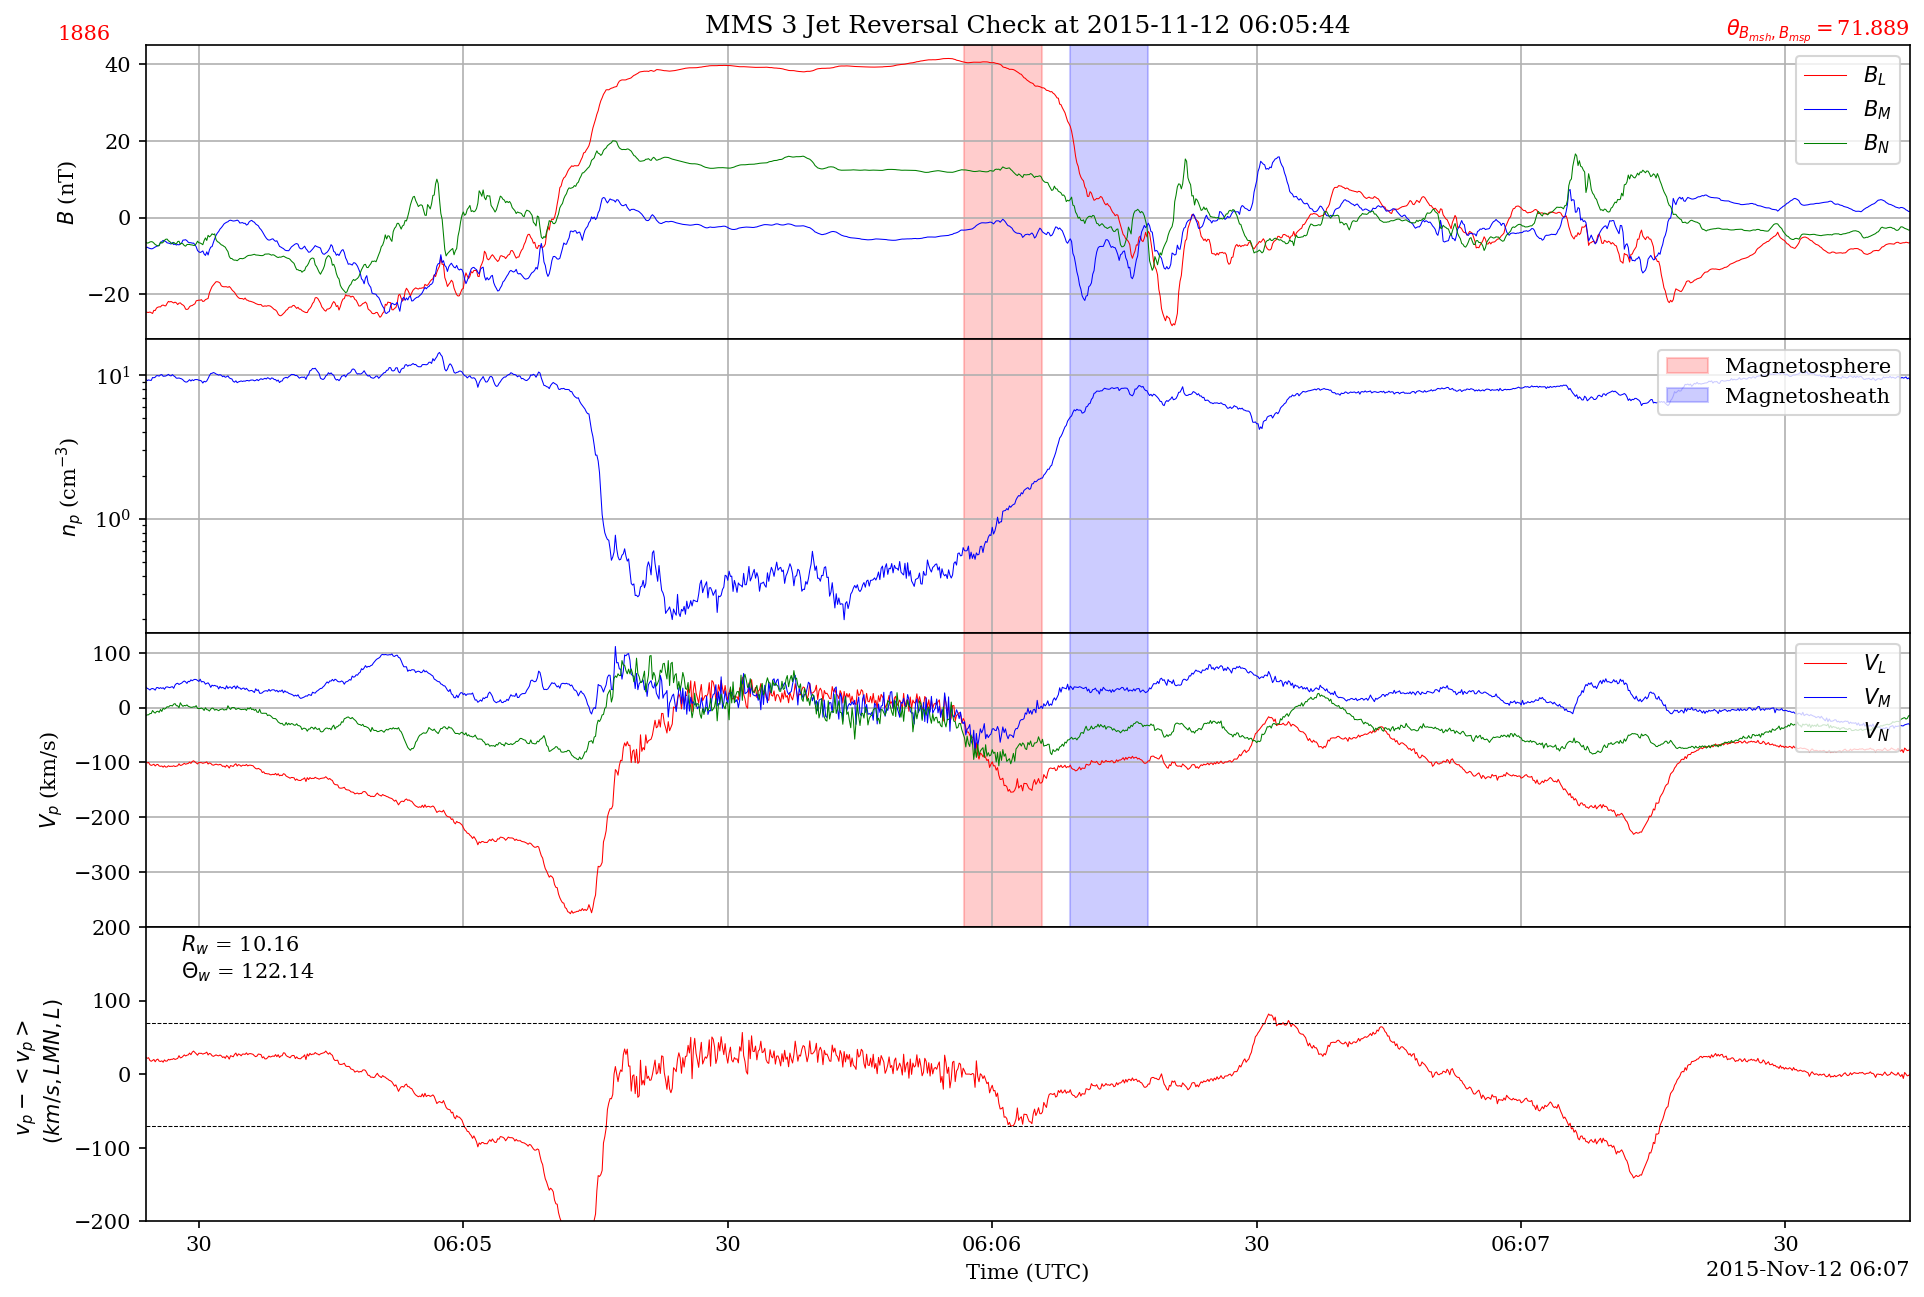 1886
MMS 3 Jet Reversal Check at 2015-11-12 06:05:44
θ_{B_{msh}, B_{msp}} = 71.889
B (nT)
40
20
0
−20
B_L
B_M
B_N
n_p (cm^{−3})
10^1
10^0
Magnetosphere
Magnetosheath
V_p (km/s)
100
0
−100
−200
−300
V_L
V_M
V_N
v_p − < v_p >
(km/s, LMN, L)
200
100
0
−100
−200
R_w = 10.16
Θ_w = 122.14
30
06:05
30
06:06
30
06:07
30
Time (UTC)
2015-Nov-12 06:07